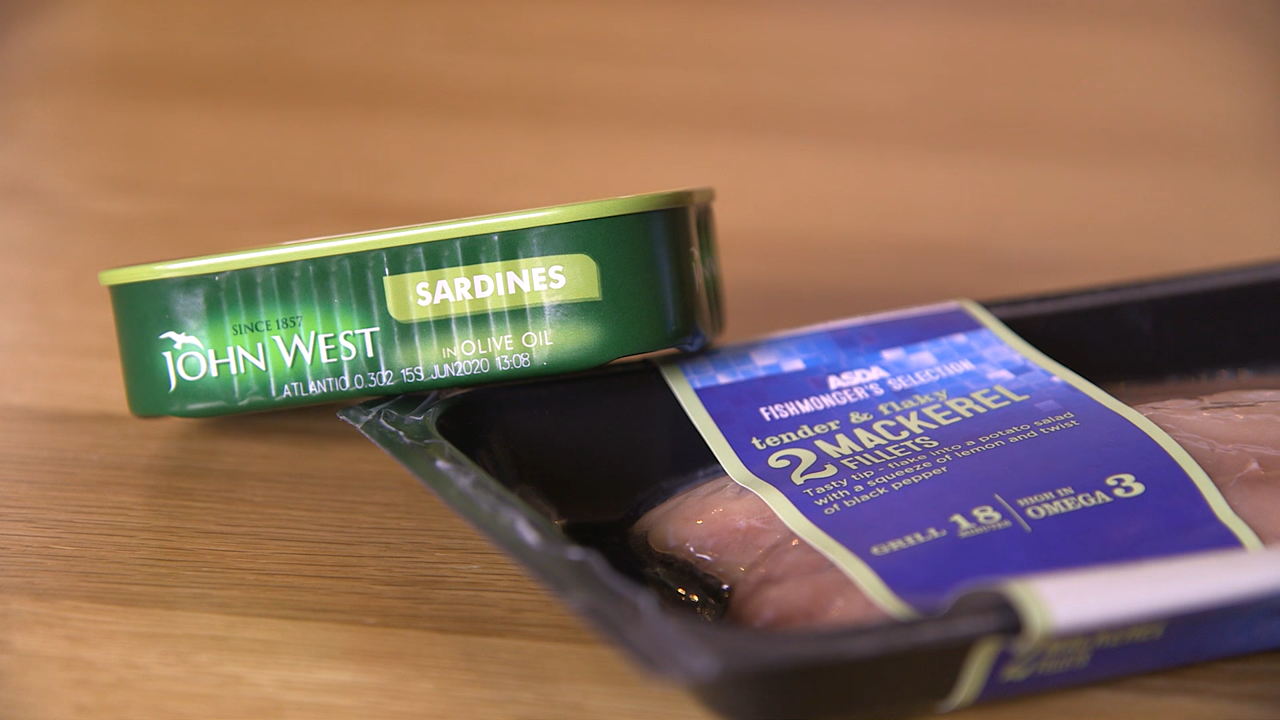 SARDINES
SINCE 1857
JOHN WEST
IN OLIVE OIL
ATLANTIC 0.302 15S JUN2020 13:08
ASDA
FISHMONGER'S SELECTION
tender & flaky
2 MACKEREL
FILLETS
Tasty tip - flake into a potato salad
with a squeeze of lemon and twist
of black pepper
GRILL 18 MINUTES
HIGH IN
OMEGA 3